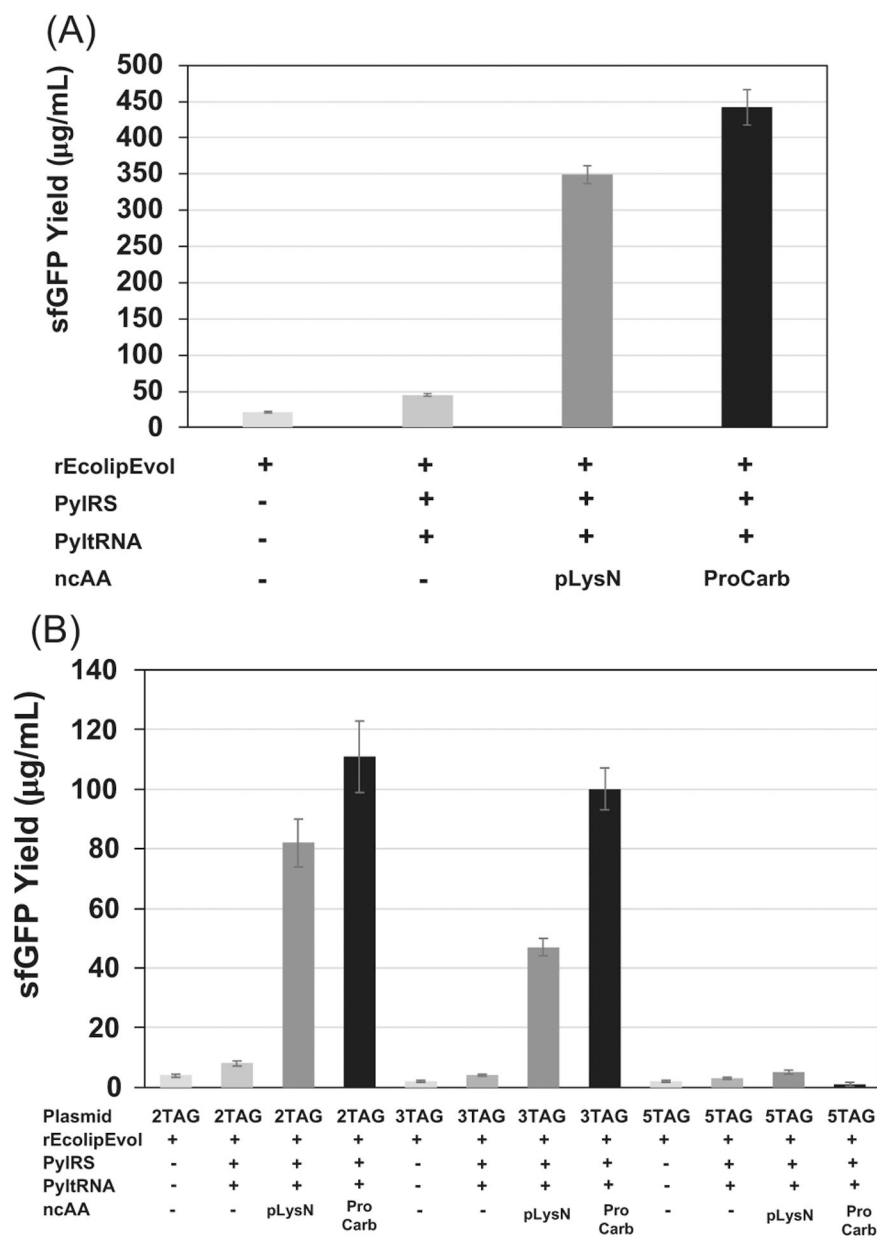 (A)
sfGFP Yield (μg/mL)
500
450
400
350
300
250
200
150
100
50
0
rEcolipEvol + + + +
PylRS - + + +
PyltRNA - + + +
ncAA - - pLysN ProCarb
(B)
sfGFP Yield (μg/mL)
140
120
100
80
60
40
20
0
Plasmid 2TAG 2TAG 2TAG 2TAG 3TAG 3TAG 3TAG 3TAG 5TAG 5TAG 5TAG 5TAG
rEcolipEvol + + + + + + + + + + + +
PylRS - + + + - + + + - + + +
PyltRNA - + + + - + + + - + + +
ncAA - - pLysN Pro - - pLysN Pro - - pLysN Pro
Carb Carb Carb